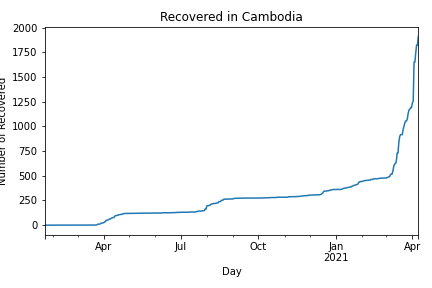 Recovered in Cambodia
Number of Recovered
2000
1750
1500
1250
1000
750
500
250
0
Apr
Jul
Oct
Jan
2021
Apr
Day